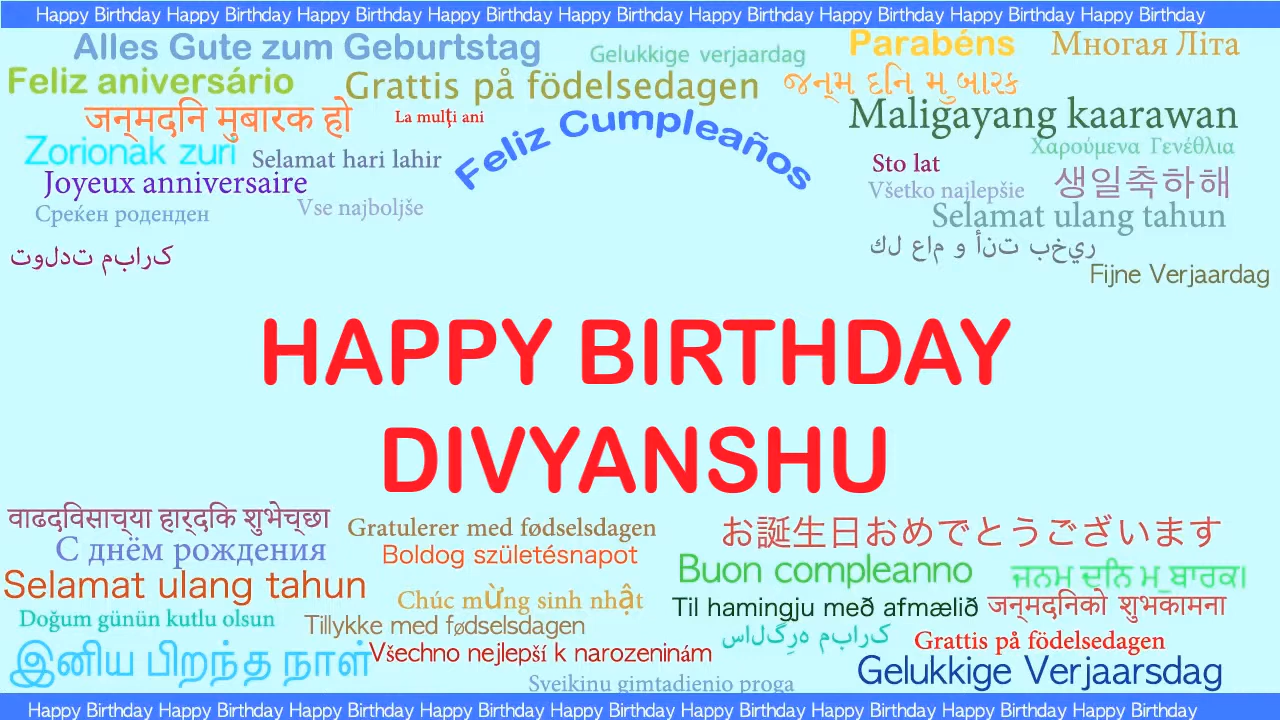 Happy Birthday Happy Birthday Happy Birthday Happy Birthday Happy Birthday Happy Birthday Happy Birthday Happy Birthday Happy Birthday
Alles Gute zum Geburtstag
Gelukkige verjaardag
Parabéns
Многая Літа
Feliz aniversário
Grattis på födelsedagen
જન્મ દિન મુબારક
जन्मदिन मुबारक हो
La mulţi ani
Feliz Cumpleaños
Maligayang kaarawan
Zorionak zuri
Selamat hari lahir
Χαρούμενα Γενέθλια
Sto lat
Joyeux anniversaire
Všetko najlepšie
생일축하해
Срeќен роденден
Vse najboljše
Selamat ulang tahun
تولدت مبارک
كل عام و أنت بخير
Fijne Verjaardag
HAPPY BIRTHDAY
DIVYANSHU
वाढदिवसाच्या हार्दिक शुभेच्छा
Gratulerer med fødselsdagen
お誕生日おめでとうございます
С днём рождения
Boldog születésnapot
Buon compleanno
ਜਨਮ ਦਿਨ ਮੁਬਾਰਕ।
Selamat ulang tahun
Chúc mừng sinh nhật
Til hamingju með afmælið
जन्मदिनको शुभकामना
Doğum günün kutlu olsun
Tillykke med fødselsdagen
سالگرہ مبارک
Grattis på födelsedagen
இனிய பிறந்த நாள்
Všechno nejlepší k narozeninám
Gelukkige Verjaarsdag
Sveikinu gimtadienio proga
Happy Birthday Happy Birthday Happy Birthday Happy Birthday Happy Birthday Happy Birthday Happy Birthday Happy Birthday Happy Birthday